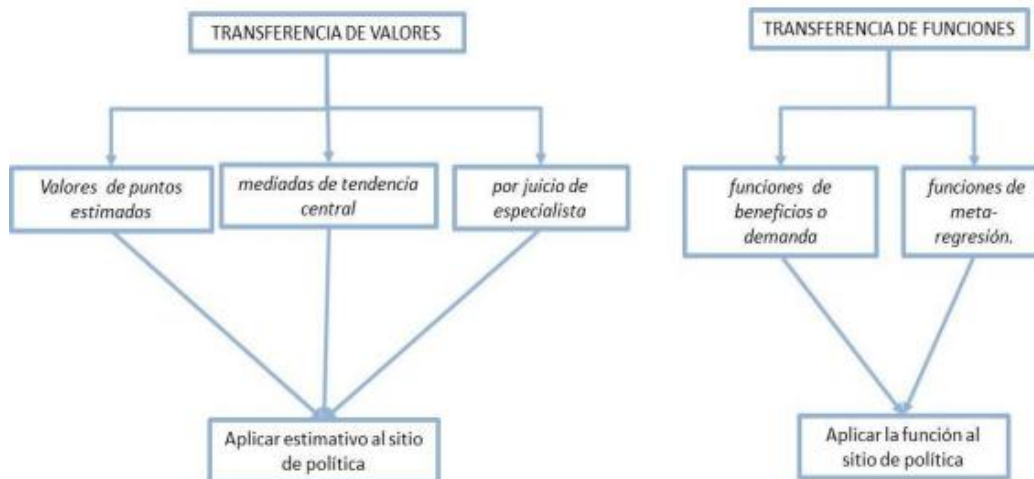 TRANSFERENCIA DE VALORES
Valores de puntos
estimados
mediadas de tendencia
central
por juicio de
especialista
Aplicar estimativo al sitio
de política
TRANSFERENCIA DE FUNCIONES
funciones de
beneficios o
demanda
funciones de
meta-
regresión.
Aplicar la función al
sitio de política